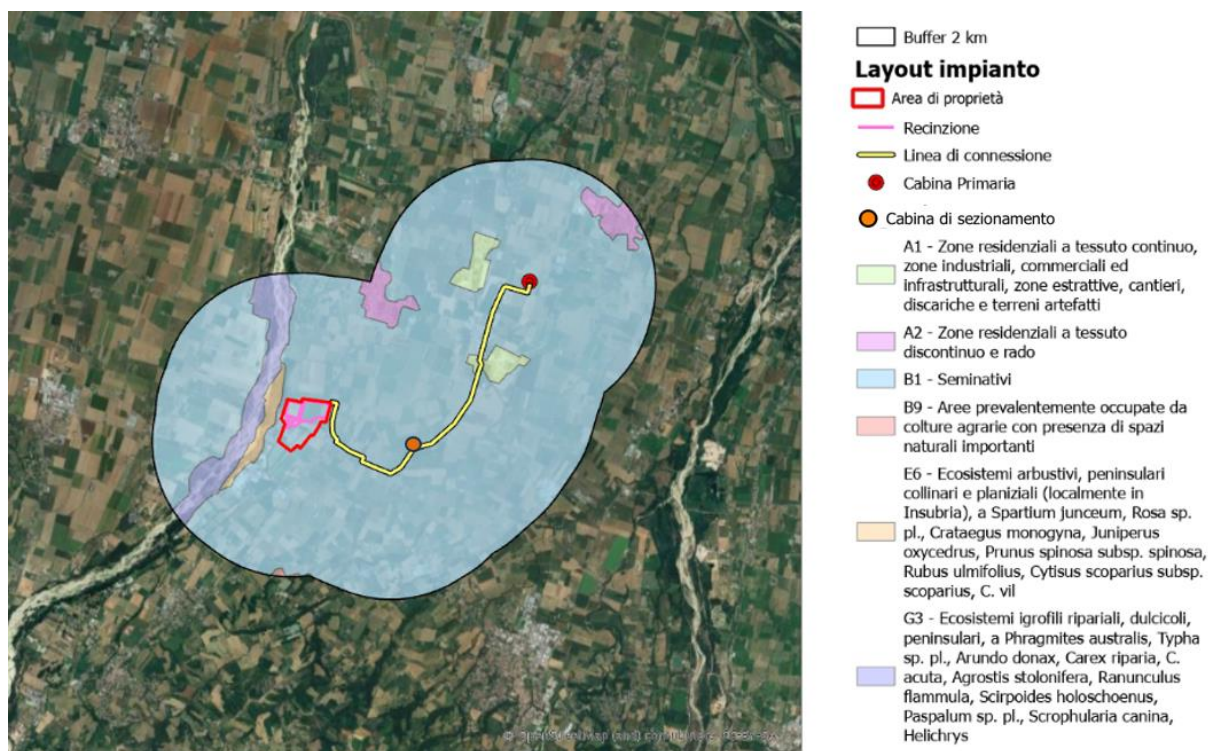 Buffer 2 km
Layout impianto
Area di proprietà
Recinzione
Linea di connessione
Cabina Primaria
Cabina di sezionamento
A1 - Zone residenziali a tessuto continuo,
zone industriali, commerciali ed
infrastrutturali, zone estrattive, cantieri,
discariche e terreni artefatti
A2 - Zone residenziali a tessuto
discontinuo e rado
B1 - Seminativi
B9 - Aree prevalentemente occupate da
colture agrarie con presenza di spazi
naturali importanti
E6 - Ecosistemi arbustivi, peninsulari
collinari e planiziali (localmente in
Insubria), a Spartium junceum, Rosa sp.
pl., Crataegus monogyna, Juniperus
oxycedrus, Prunus spinosa subsp. spinosa,
Rubus ulmifolius, Cytisus scoparius subsp.
scoparius, C. vil
G3 - Ecosistemi igrofili ripariali, dulcicoli,
peninsulari, a Phragmites australis, Typha
sp. pl., Arundo donax, Carex riparia, C.
acuta, Agrostis stolonifera, Ranunculus
flammula, Scirpoides holoschoenus,
Paspalum sp. pl., Scrophularia canina,
Helichrys